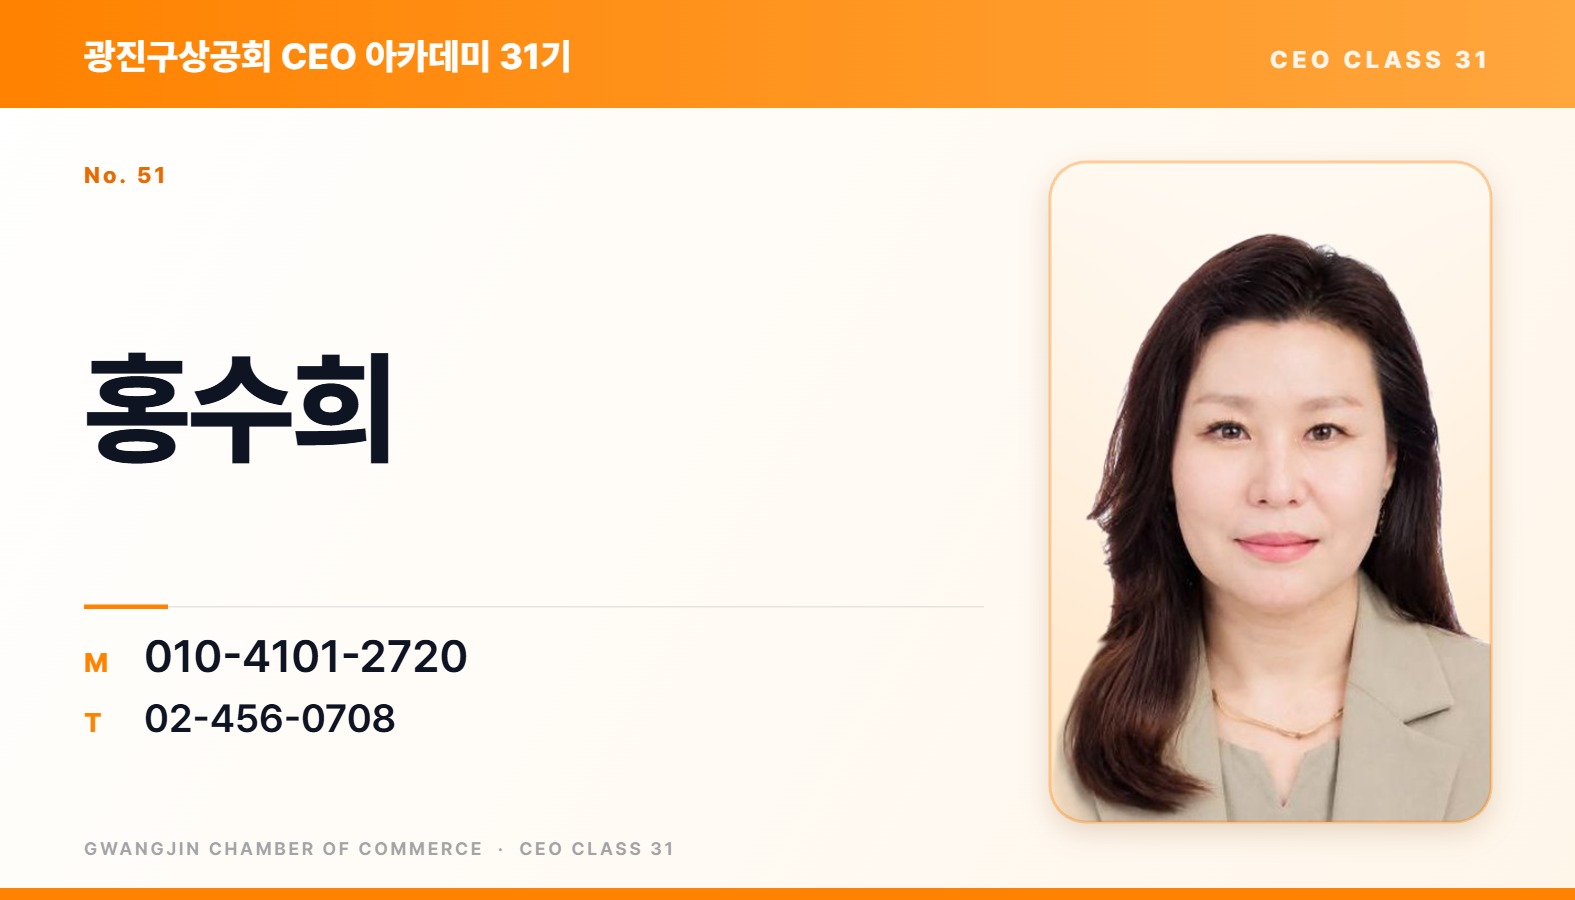 광진구상공회 CEO 아카데미 31기
CEO CLASS 31
No. 51
홍수희
M 010-4101-2720
T 02-456-0708
GWANGJIN CHAMBER OF COMMERCE · CEO CLASS 31